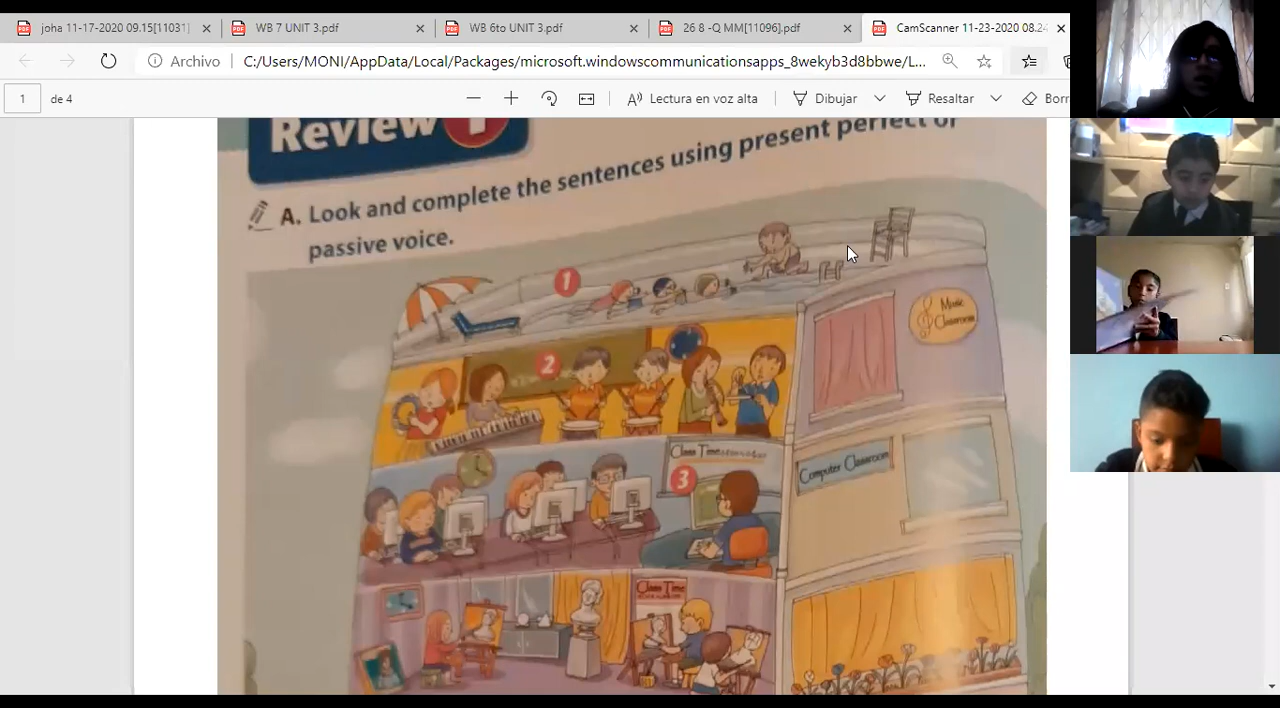 joha 11-17-2020 09.15[11031]
WB 7 UNIT 3.pdf
WB 6to UNIT 3.pdf
26 8 -Q MM[11096].pdf
CamScanner 11-23-2020 08.24
Archivo
C:/Users/MONI/AppData/Local/Packages/microsoft.windowscommunicationsapps_8wekyb3d8bbwe/L...
1
de 4
Lectura en voz alta
Dibujar
Resaltar
Borr
Review 1
A. Look and complete the sentences using present perfect or
passive voice.
1
Music
Classroom
2
Class Time
3
Computer Classroom
Class Time